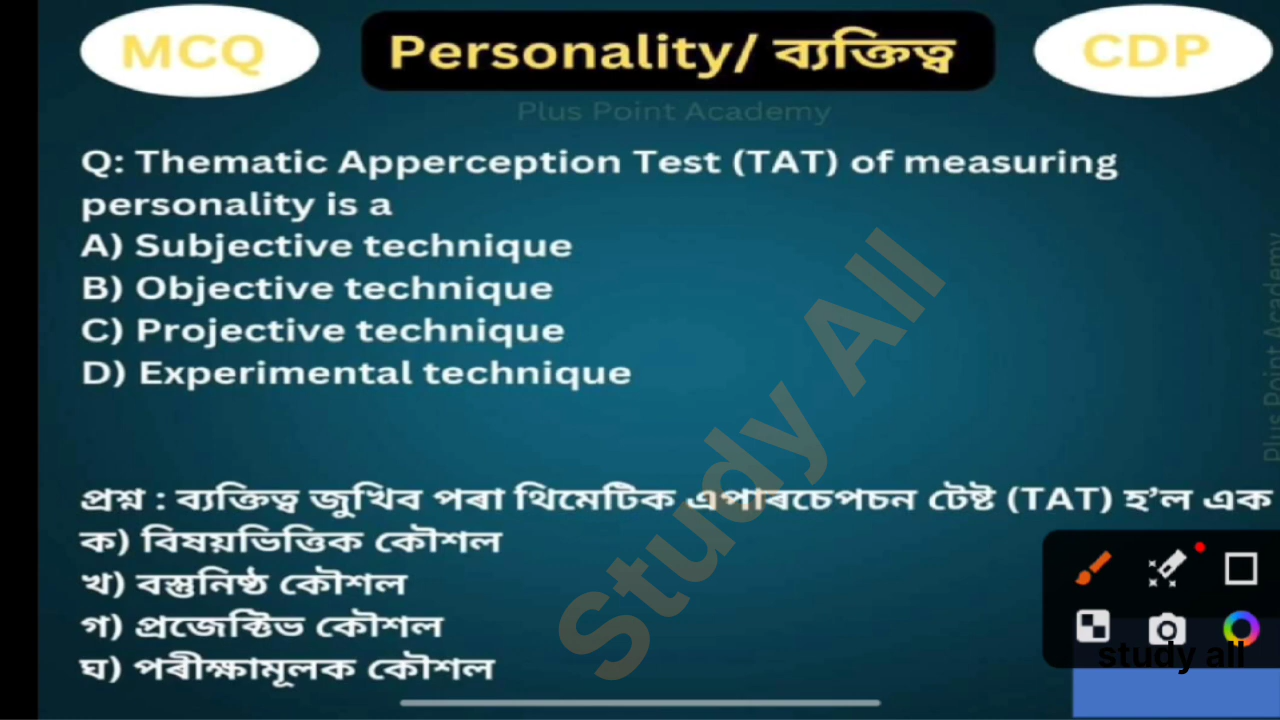 MCQ
Personality/ ব্যক্তিত্ব
CDP
Plus Point Academy
Q: Thematic Apperception Test (TAT) of measuring
personality is a
A) Subjective technique
B) Objective technique
C) Projective technique
D) Experimental technique
প্ৰশ্ন : ব্যক্তিত্ব জুখিব পৰা থিমেটিক এপাৰচেপচন টেষ্ট (TAT) হ’ল এক
ক) বিষয়ভিত্তিক কৌশল
খ) বস্তুনিষ্ঠ কৌশল
গ) প্ৰজেক্টিভ কৌশল
ঘ) পৰীক্ষামূলক কৌশল
Study All
Plus Point Academy
study all